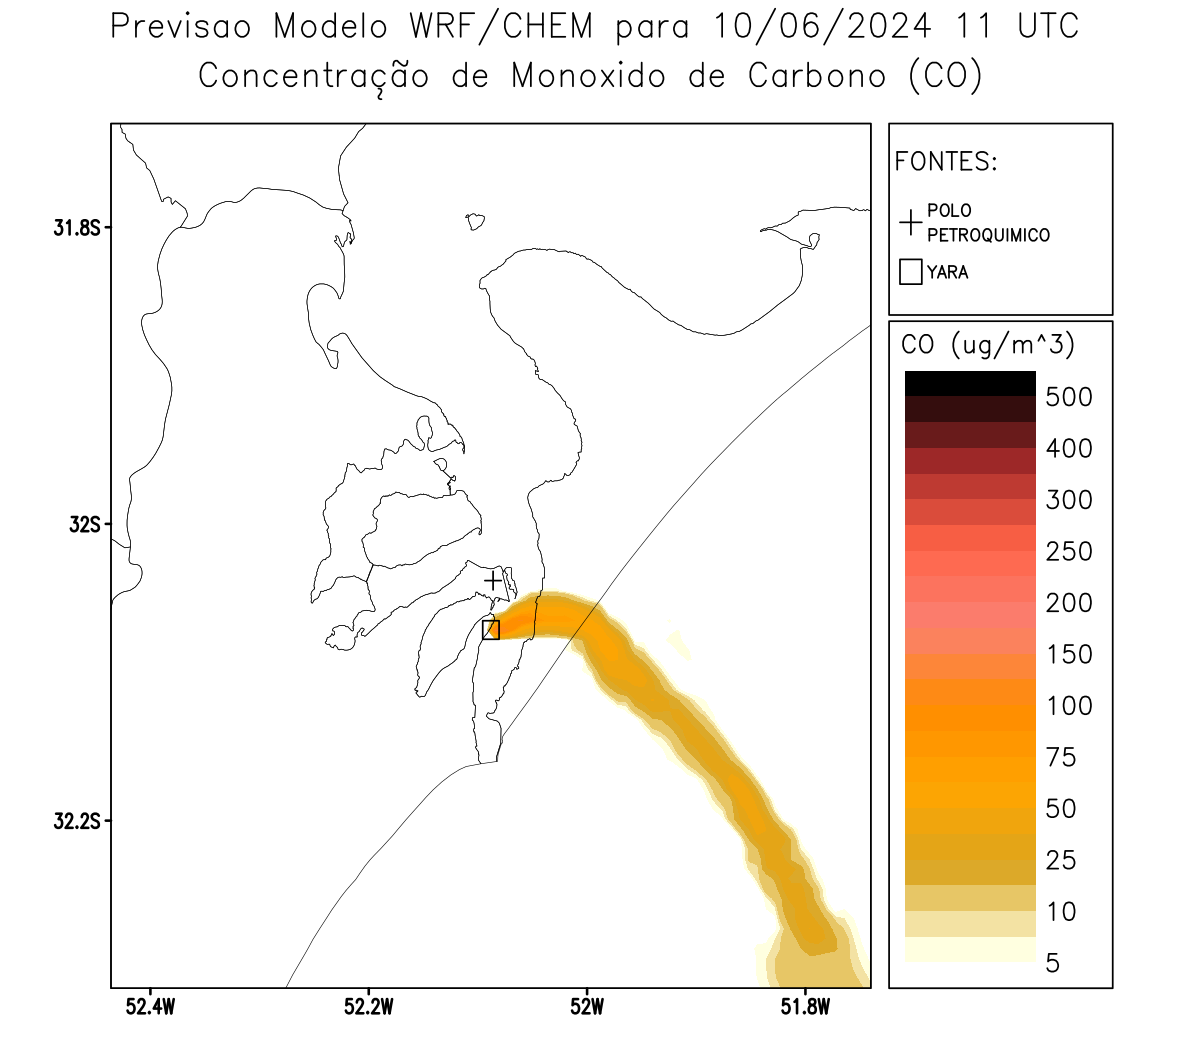 Previsao Modelo WRF/CHEM para 10/06/2024 11 UTC
Concentração de Monoxido de Carbono (CO)
FONTES:
POLO
PETROQUIMICO
YARA
CO (ug/m^3)
500
400
300
250
200
150
100
75
50
25
10
5
31.8S
32S
32.2S
52.4W
52.2W
52W
51.8W